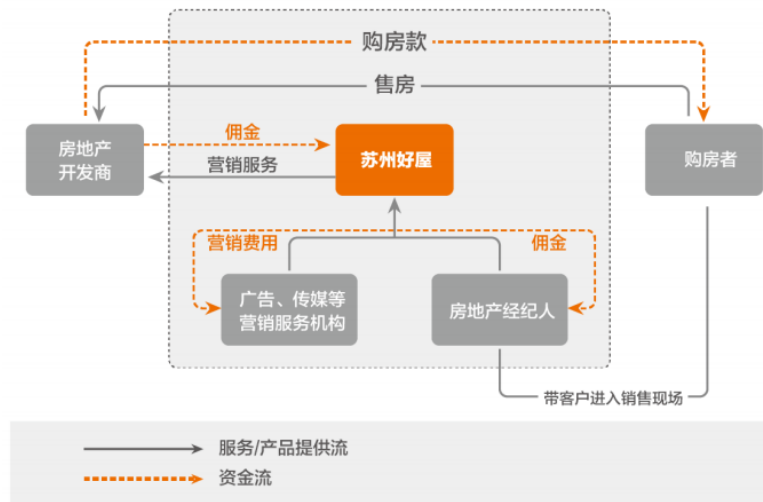 购房款
售房
房地产
开发商
佣金
营销服务
苏州好屋
购房者
营销费用
佣金
广告、传媒等
营销服务机构
房地产经纪人
带客户进入销售现场
服务/产品提供流
资金流